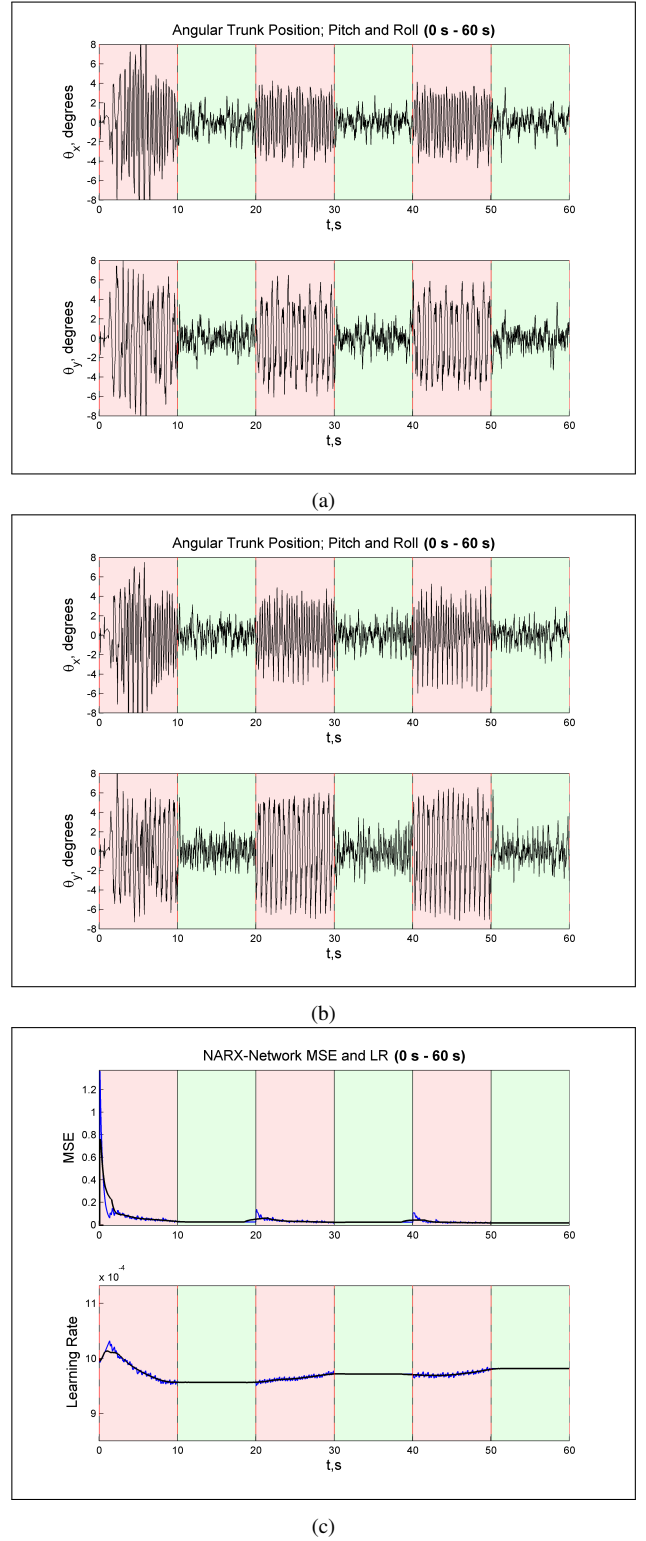 Angular Trunk Position; Pitch and Roll (0 s - 60 s)
8
6
4
2
0
-2
-4
-6
-8
θx, degrees
0 10 20 30 40 50 60
t,s
8
6
4
2
0
-2
-4
-6
-8
θy, degrees
0 10 20 30 40 50 60
t,s
(a)
Angular Trunk Position; Pitch and Roll (0 s - 60 s)
8
6
4
2
0
-2
-4
-6
-8
θx, degrees
0 10 20 30 40 50 60
t,s
8
6
4
2
0
-2
-4
-6
-8
θy, degrees
0 10 20 30 40 50 60
t,s
(b)
NARX-Network MSE and LR (0 s - 60 s)
1.2
1
0.8
0.6
0.4
0.2
0
MSE
0 10 20 30 40 50 60
x 10-4
11
10
9
Learning Rate
0 10 20 30 40 50 60
t,s
(c)